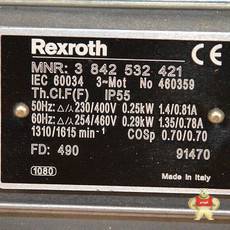 Rexroth
CE
MNR: 3 842 532 421
IEC 60034 3~Mot No 460359
Th.Cl.F(F) IP55
50Hz: △/Y 230/400V 0.25kW 1.4/0.81A
60Hz: △/Y 254/460V 0.29kW 1.35/0.78A
1310/1615 min⁻¹ COSφ 0.70/0.70
FD: 490 91470
1080 Made in Italy